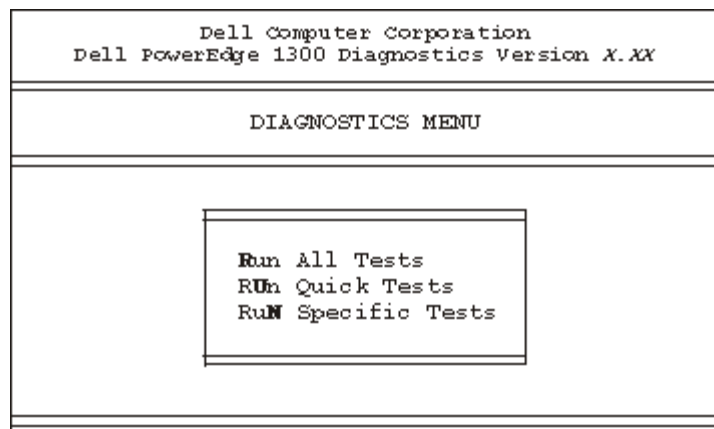 Dell Computer Corporation
Dell PowerEdge 1300 Diagnostics Version X.XX
DIAGNOSTICS MENU
Run All Tests
RUn Quick Tests
RuN Specific Tests